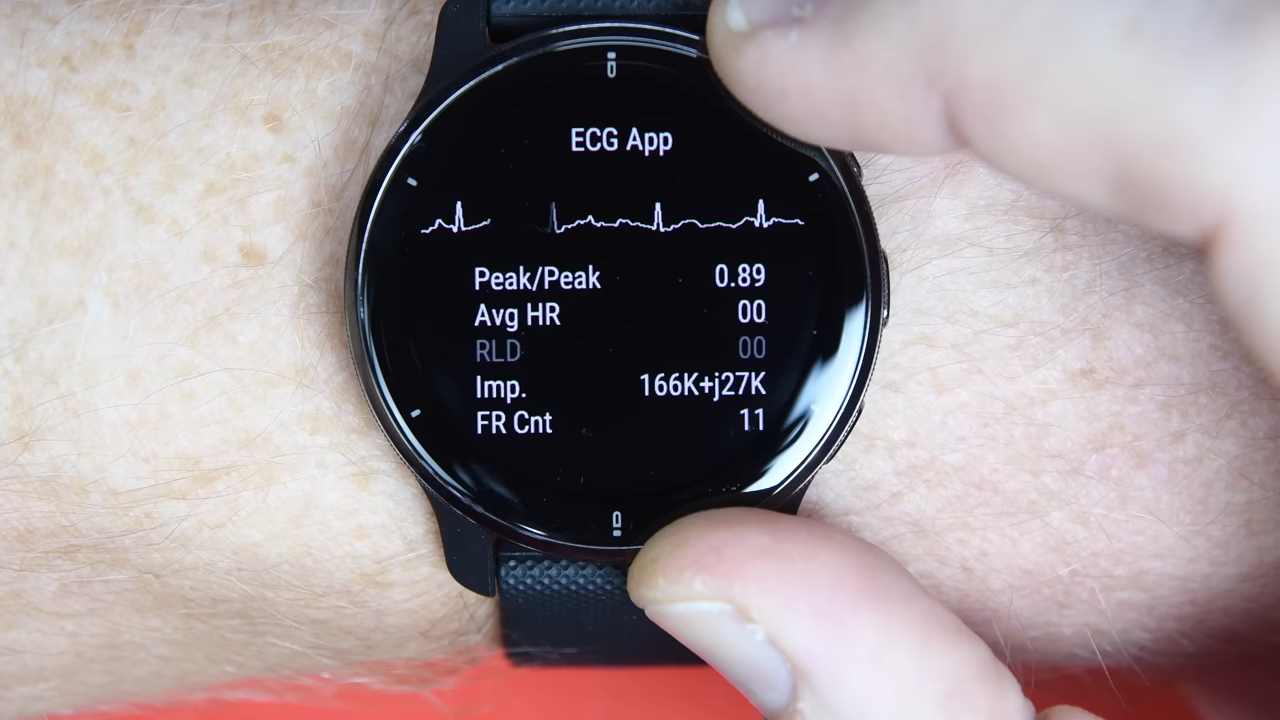 ECG App
Peak/Peak 0.89
Avg HR 00
RLD 00
Imp. 166K+j27K
FR Cnt 11